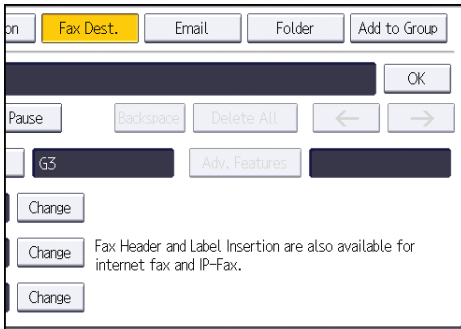 on Fax Dest. Email Folder Add to Group
OK
Pause Backspace Delete All ← →
G3 Adv. Features
Change
Change Fax Header and Label Insertion are also available for
internet fax and IP-Fax.
Change